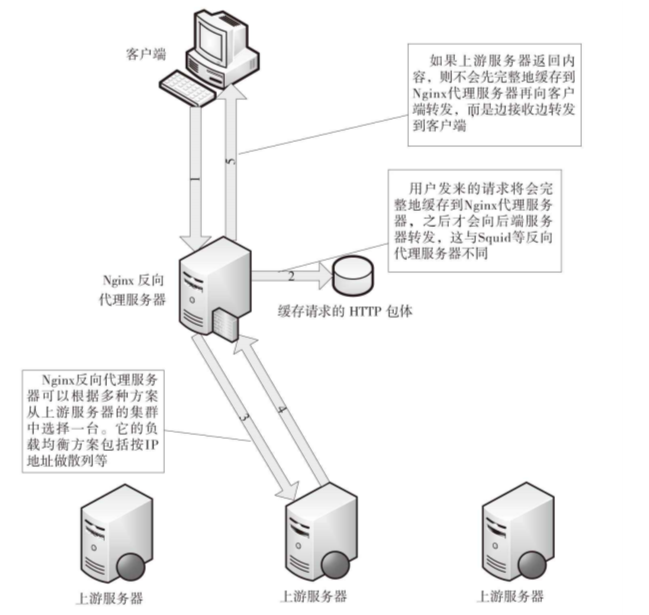 客户端
如果上游服务器返回内
容，则不会先完整地缓存到
Nginx代理服务器再向客户
端转发，而是边接收边转发
到客户端
1
5
用户发来的请求将会完
整地缓存到Nginx代理服务
器，之后才会向后端服务
器转发，这与Squid等反向
代理服务器不同
2
Nginx 反向
代理服务器
缓存请求的 HTTP 包体
Nginx反向代理服务
器可以根据多种方案
从上游服务器的集群
中选择一台。它的负
载均衡方案包括按IP
地址做散列等
3
4
上游服务器
上游服务器
上游服务器